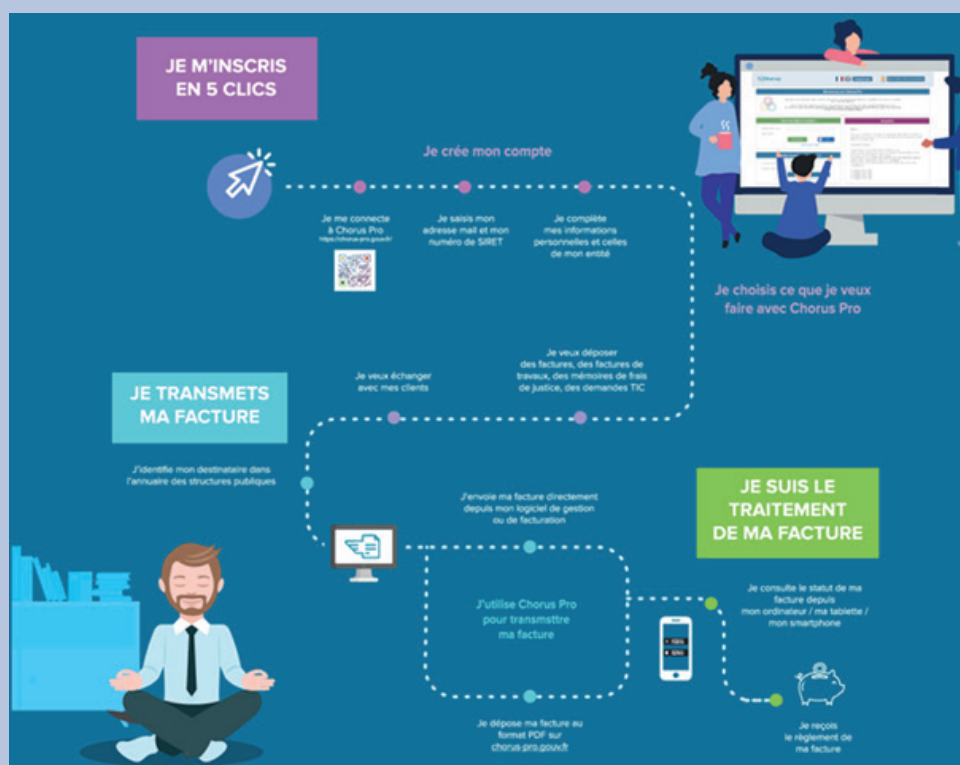 JE M'INSCRIS
EN 5 CLICS
Je crée mon compte
Je me connecte
à Chorus Pro
https://chorus-pro.gouv.fr/
Je saisis mon
adresse mail et mon
numéro de SIRET
Je complète
mes informations
personnelles et celles
de mon entité
Je choisis ce que je veux
faire avec Chorus Pro
Je veux déposer
des factures, des factures de
travaux, des mémoires de frais
de justice, des demandes TIC
Je veux échanger
avec mes clients
JE TRANSMETS
MA FACTURE
J'identifie mon destinataire dans
l'annuaire des structures publiques
J'envoie ma facture directement
depuis mon logiciel de gestion
ou de facturation
J'utilise Chorus Pro
pour transmsttre
ma facture
Je dépose ma facture au
format PDF sur
chorus-pro.gouv.fr
JE SUIS LE
TRAITEMENT
DE MA FACTURE
Je consulte le statut de ma
facture depuis
mon ordinateur / ma tablette /
mon smartphone
Je reçois
le règlement de
ma facture